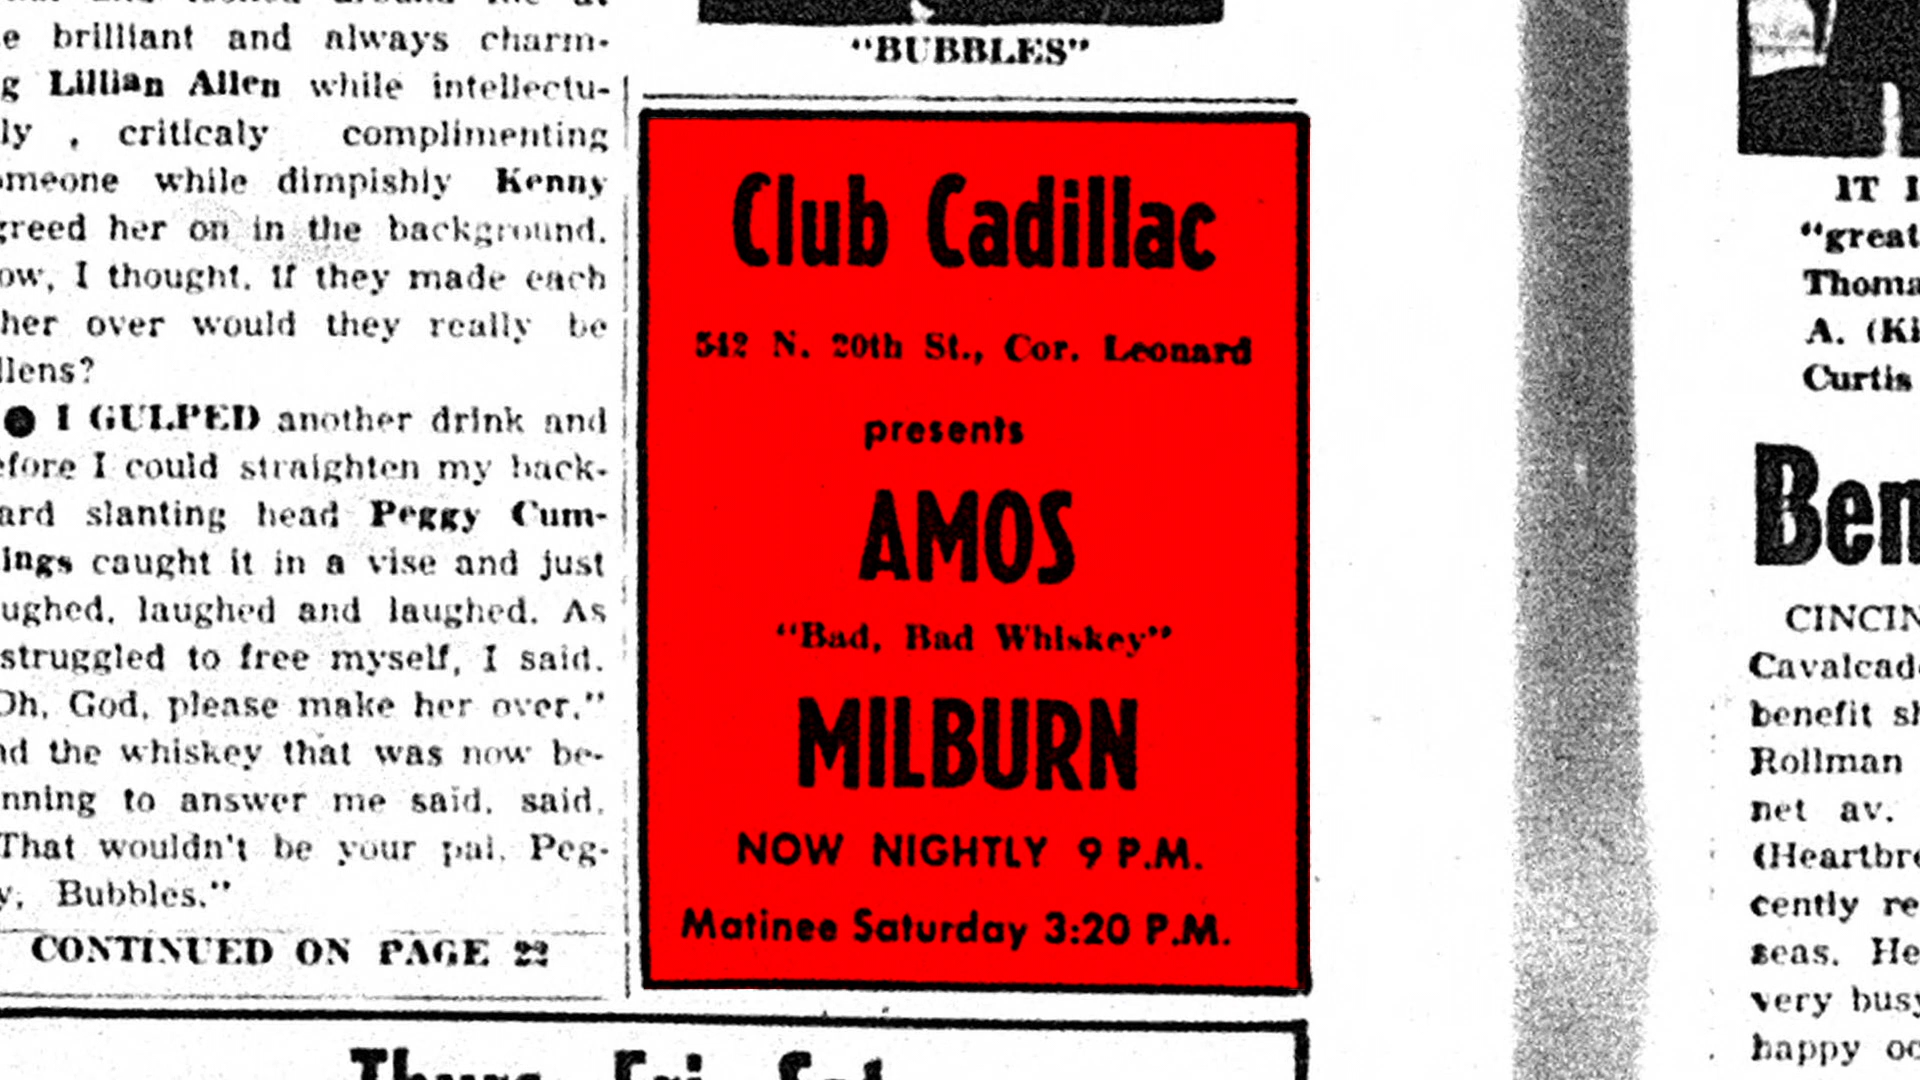 e brilliant and always charm-
g Lillian Allen while intellectu-
ly , criticaly complimenting
omeone while dimpishly Kenny
greed her on in the background.
ow, I thought, if they made each
her over would they really be
llens?
● I GULPED another drink and
efore I could straighten my back-
ard slanting head Peggy Cum-
ings caught it in a vise and just
ughed, laughed and laughed. As
struggled to free myself, I said.
Oh, God, please make her over."
nd the whiskey that was now be-
nning to answer me said, said,
That wouldn't be your pal, Peg-
y, Bubbles."
CONTINUED ON PAGE 22
"BUBBLES"
Club Cadillac
542 N. 20th St., Cor. Leonard
presents
AMOS
"Bad, Bad Whiskey"
MILBURN
NOW NIGHTLY 9 P.M.
Matinee Saturday 3:20 P.M.
IT I
"great
Thoma
A. (Ki
Curtis
Ben
CINCIN
Cavalcad
benefit sh
Rollman
net av.
(Heartbre
cently re
seas. He
very busy
happy oc